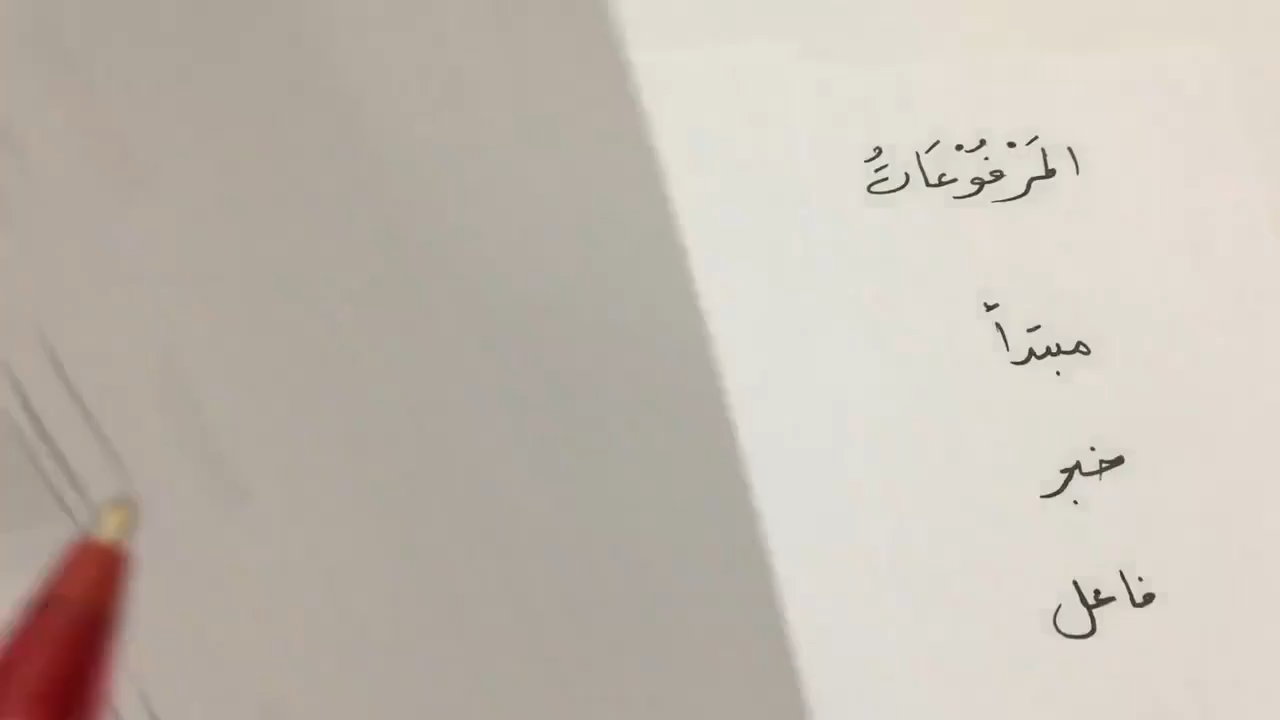 المَرْفُوْعَاتُ
مبتدأ
خبر
فاعل